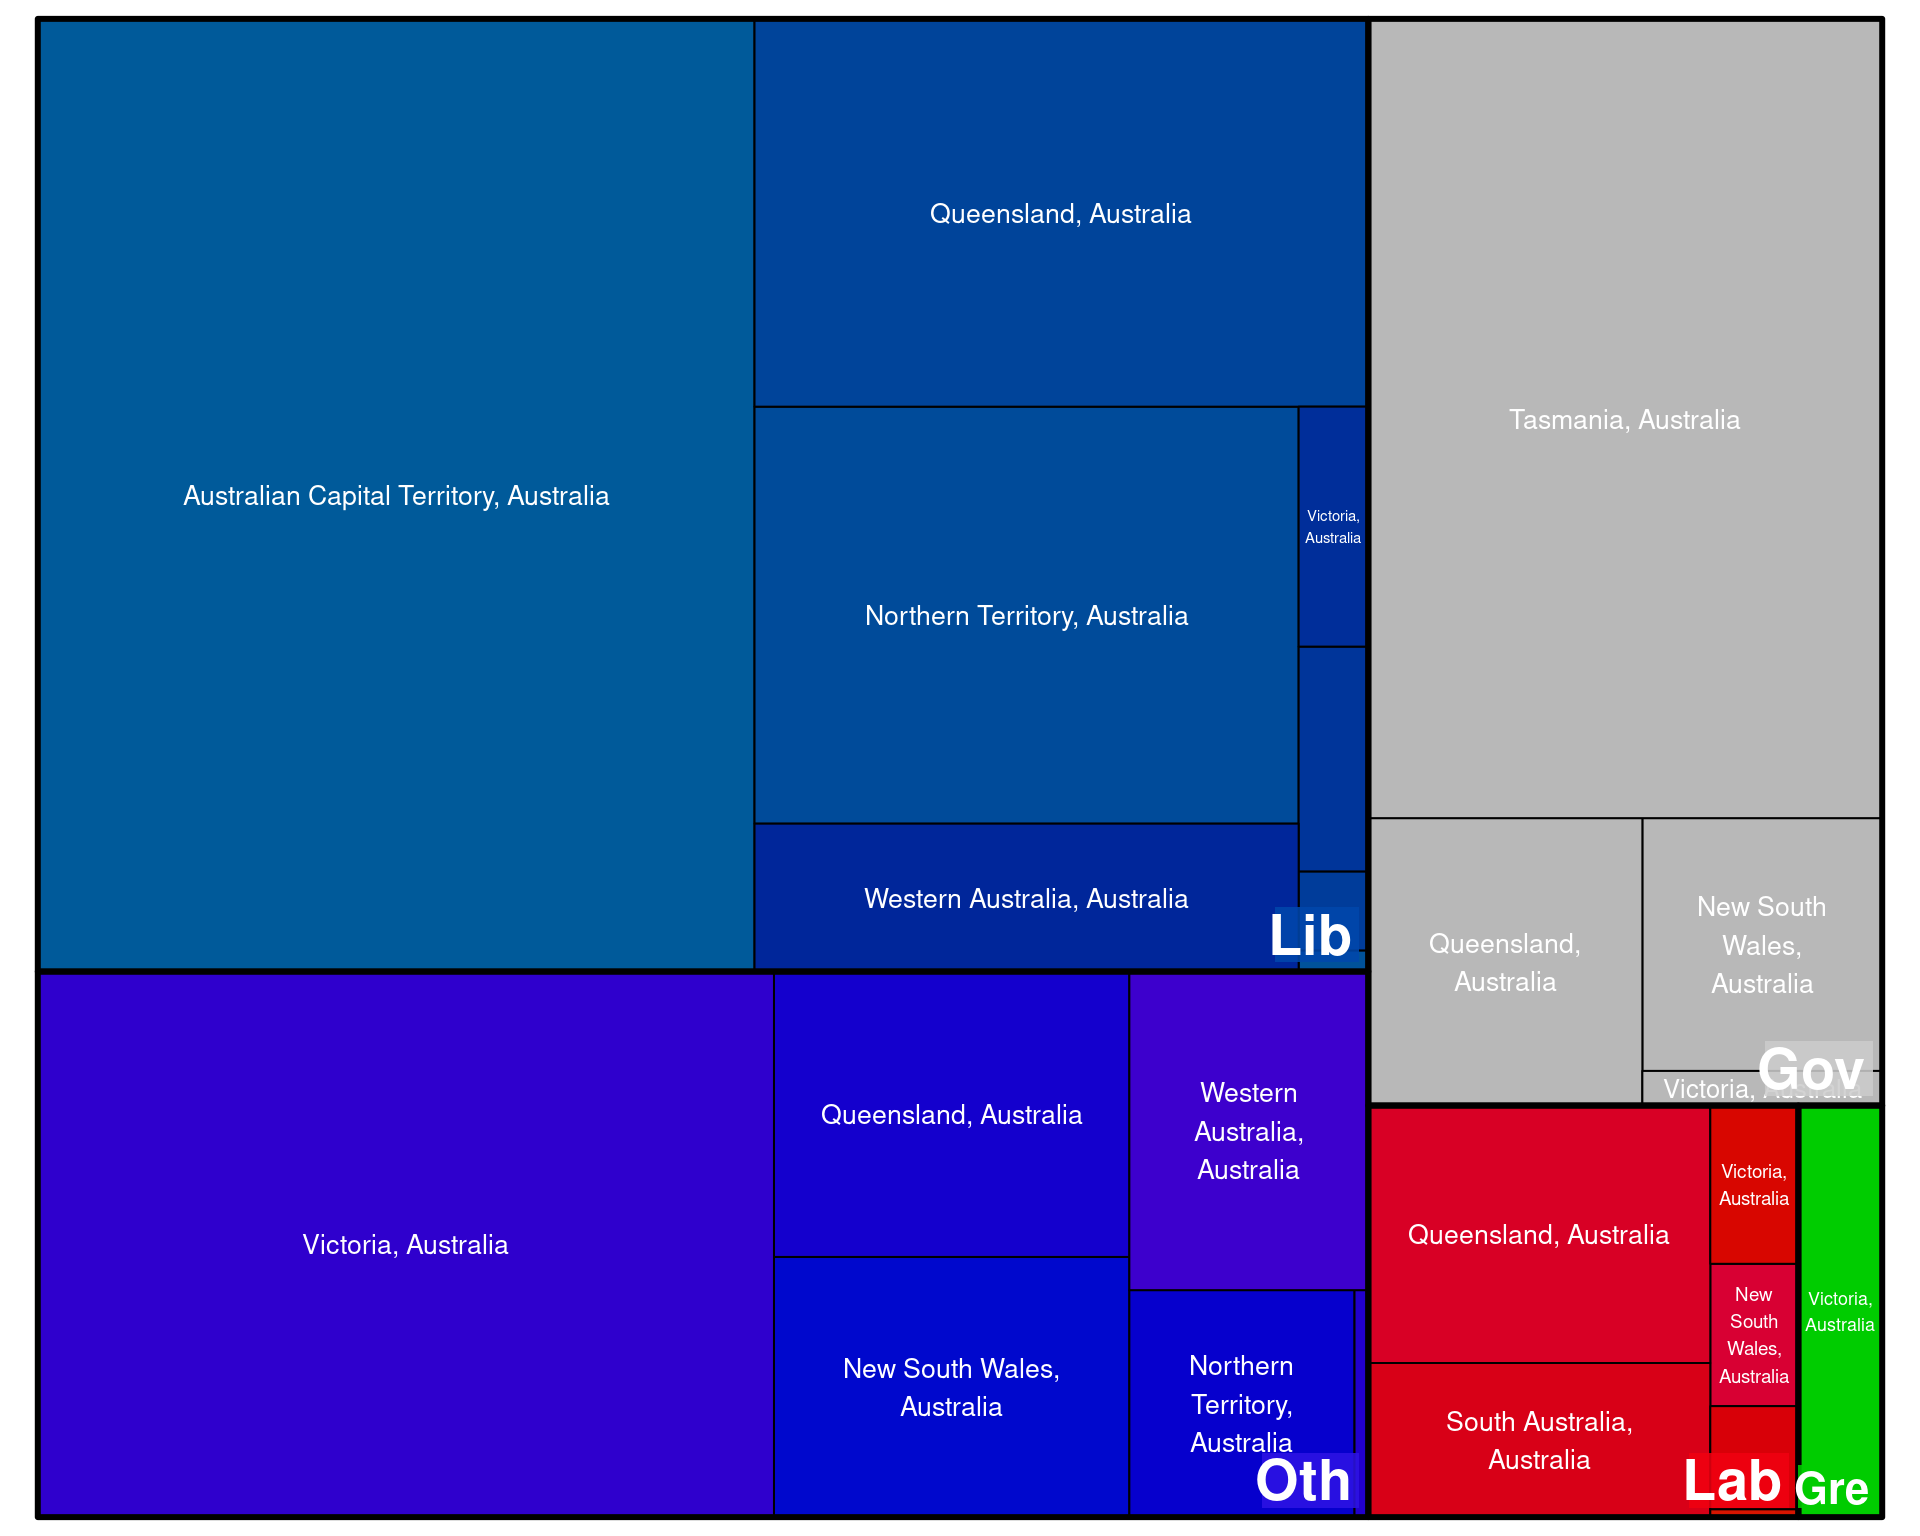 Australian Capital Territory, Australia
Queensland, Australia
Northern Territory, Australia
Victoria,
Australia
Western Australia, Australia
Lib
Tasmania, Australia
Queensland,
Australia
New South
Wales,
Australia
Victoria, Australia
Gov
Victoria, Australia
Queensland, Australia
New South Wales,
Australia
Western
Australia,
Australia
Northern
Territory,
Australia
Oth
Queensland, Australia
South Australia,
Australia
Victoria,
Australia
New
South
Wales,
Australia
Lab
Victoria,
Australia
Gre